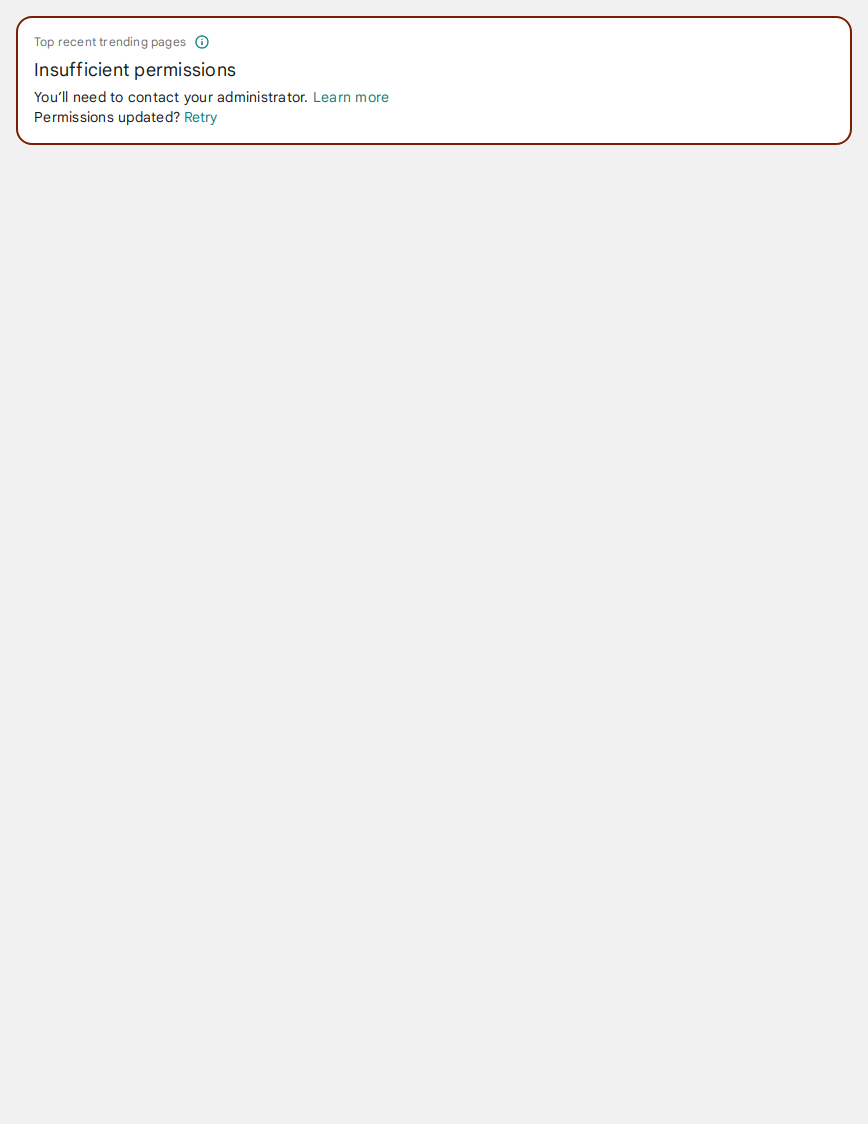 Top recent trending pages
Insufficient permissions
You’ll need to contact your administrator. Learn more
Permissions updated? Retry